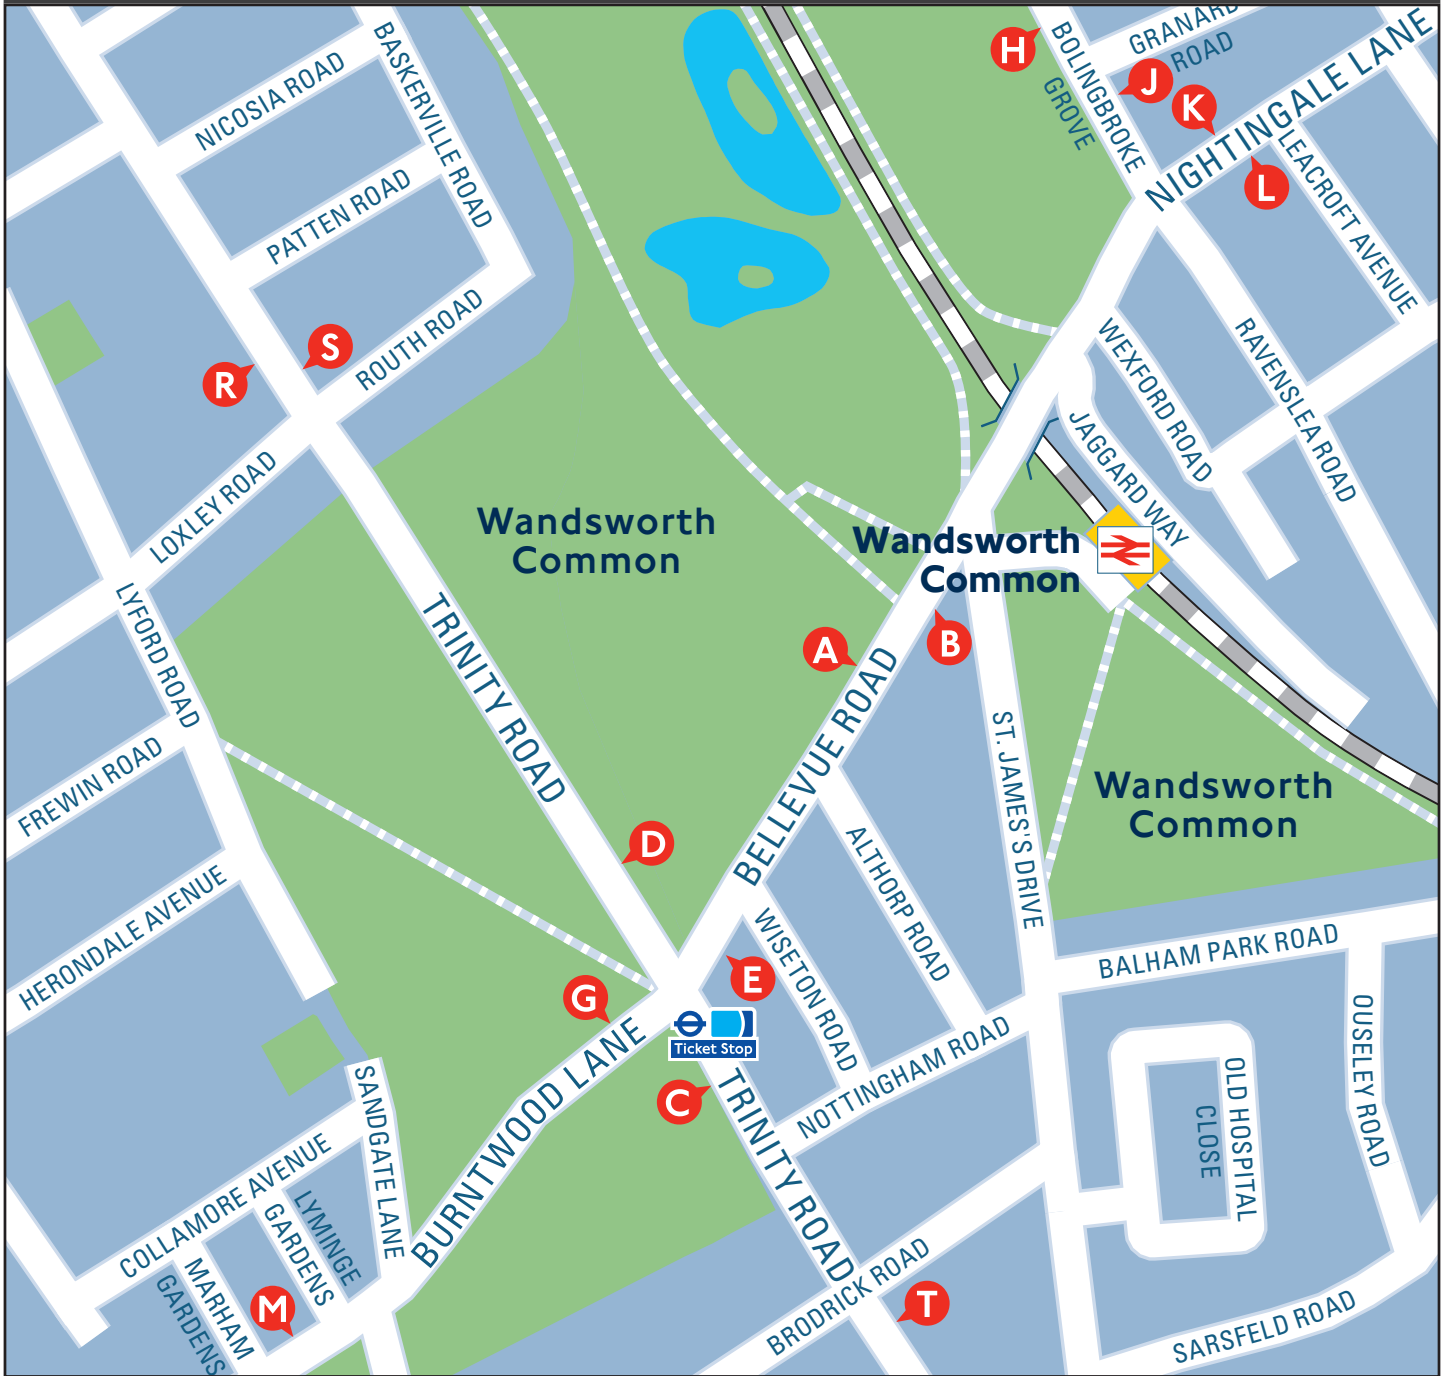 GRANARD
ROAD
H
BOLINGBROKE
GROVE
J
K
NIGHTINGALE LANE
L
LEACROFT AVENUE
BASKERVILLE ROAD
NICOSIA ROAD
PATTEN ROAD
ROUTH ROAD
S
R
WEXFORD ROAD
RAVENSLEA ROAD
JAGGARD WAY
LOXLEY ROAD
Wandsworth
Common
Wandsworth
Common
LYFORD ROAD
TRINITY ROAD
A
B
BELLEVUE ROAD
ST. JAMES'S DRIVE
FREWIN ROAD
Wandsworth
Common
D
ALTHORP ROAD
HERONDALE AVENUE
WISETON ROAD
BALHAM PARK ROAD
E
G
Ticket Stop
NOTTINGHAM ROAD
OUSELEY ROAD
C
OLD HOSPITAL
CLOSE
SANDGATE LANE
BURNTWOOD LANE
TRINITY ROAD
COLLAMORE AVENUE
LYMINGE
GARDENS
MARHAM
GARDENS
M
BRODRICK ROAD
T
SARSFELD ROAD